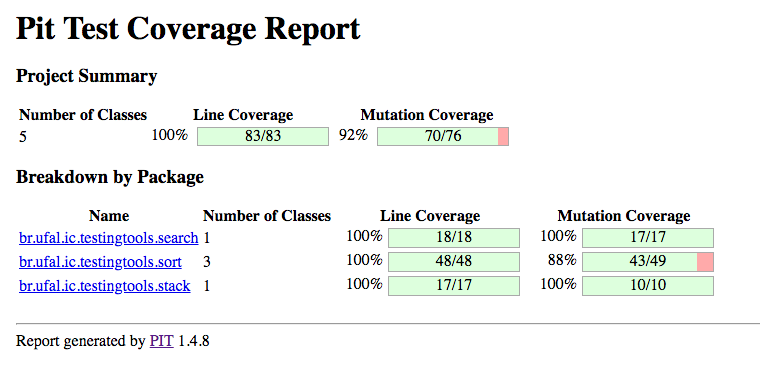 Pit Test Coverage Report
Project Summary
Number of Classes Line Coverage Mutation Coverage
5 100% 83/83 92% 70/76
Breakdown by Package
Name Number of Classes Line Coverage Mutation Coverage
br.ufal.ic.testingtools.search 1 100% 18/18 100% 17/17
br.ufal.ic.testingtools.sort 3 100% 48/48 88% 43/49
br.ufal.ic.testingtools.stack 1 100% 17/17 100% 10/10
Report generated by PIT 1.4.8